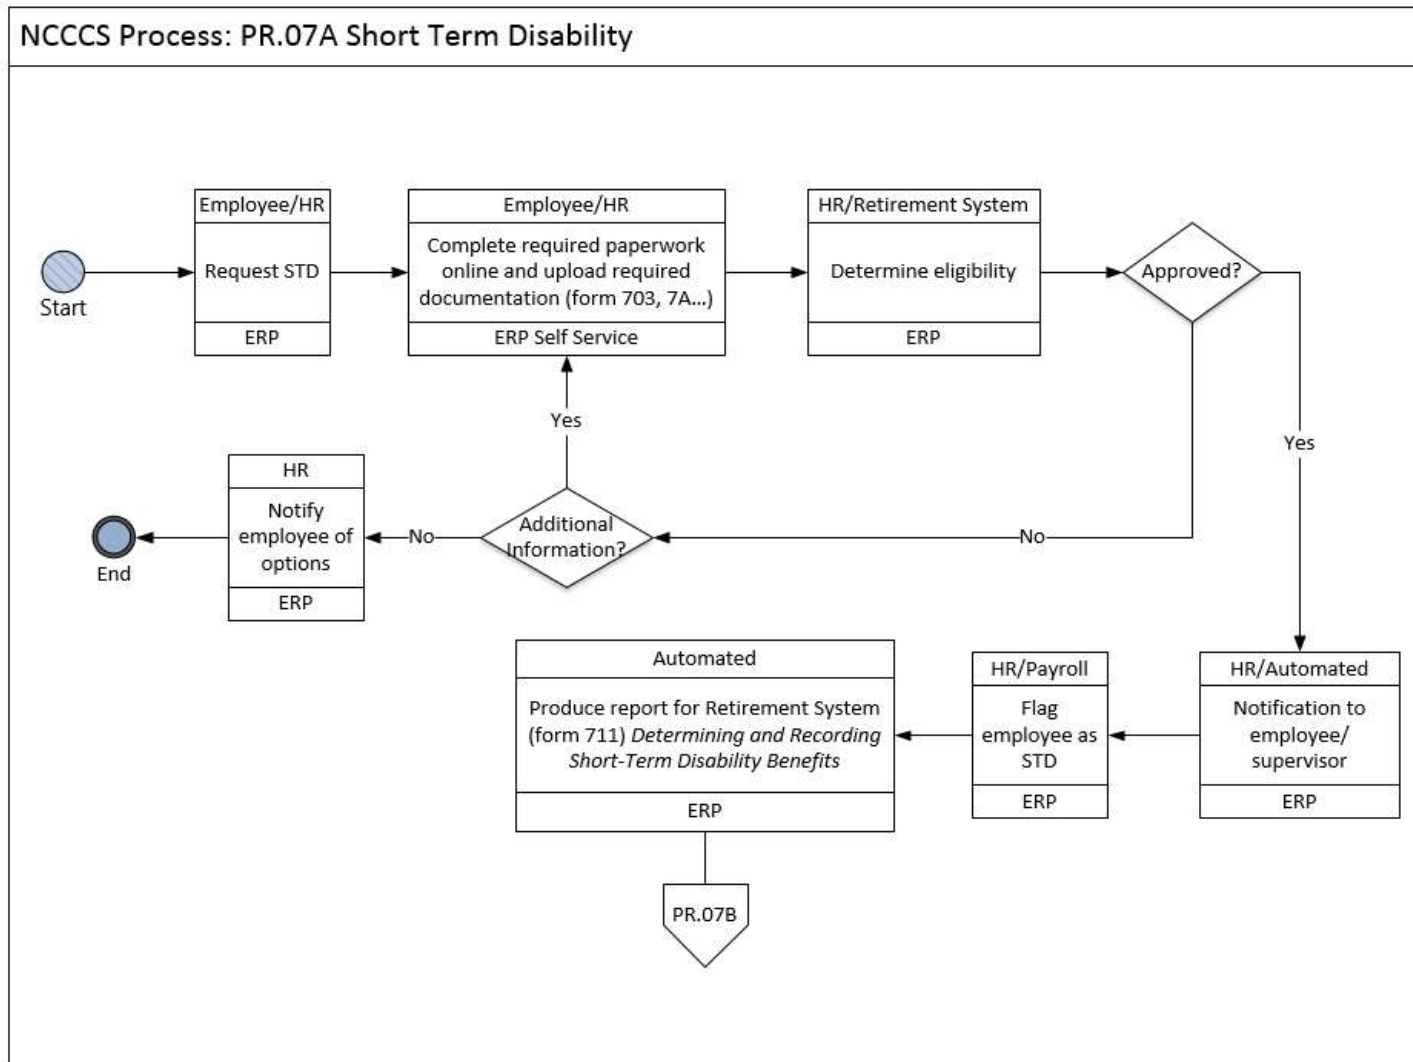 NCCCS Process: PR.07A Short Term Disability
Employee/HR
Request STD
ERP
Start
Employee/HR
Complete required paperwork
online and upload required
documentation (form 703, 7A...)
ERP Self Service
HR/Retirement System
Determine eligibility
ERP
Approved?
Yes
Yes
No
Additional
Information?
No
HR
Notify
employee of
options
ERP
End
HR/Automated
Notification to
employee/
supervisor
ERP
HR/Payroll
Flag
employee as
STD
ERP
Automated
Produce report for Retirement System
(form 711) Determining and Recording
Short-Term Disability Benefits
ERP
PR.07B